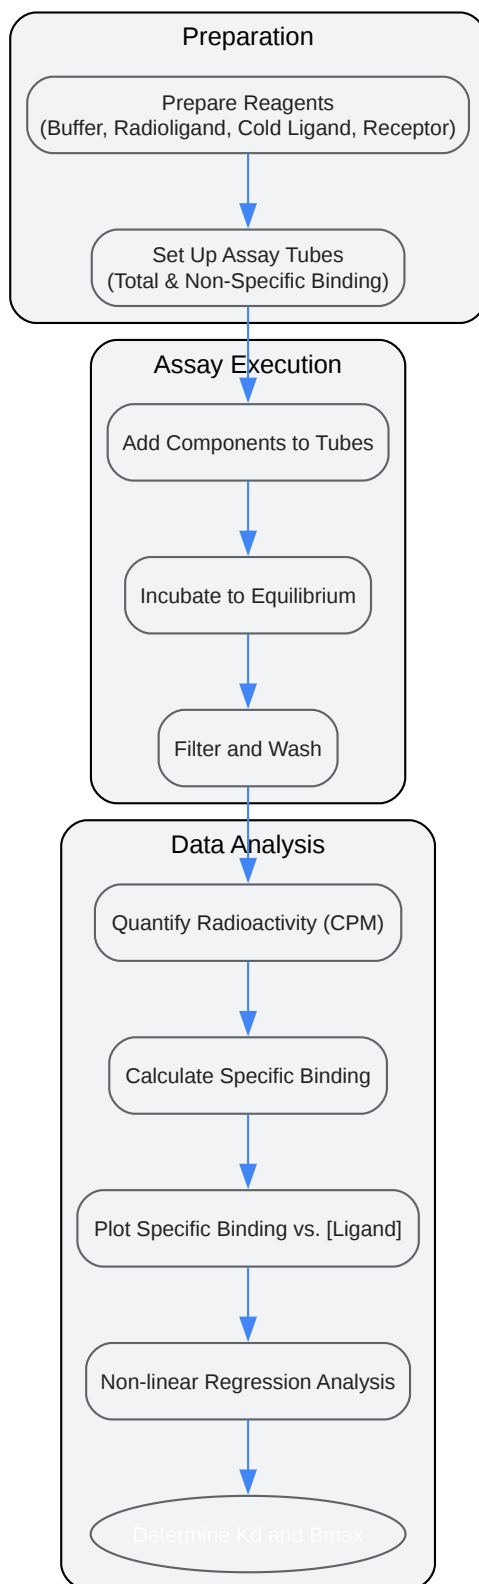 Preparation
Prepare Reagents
(Buffer, Radioligand, Cold Ligand, Receptor)
Set Up Assay Tubes
(Total & Non-Specific Binding)
Assay Execution
Add Components to Tubes
Incubate to Equilibrium
Filter and Wash
Data Analysis
Quantify Radioactivity (CPM)
Calculate Specific Binding
Plot Specific Binding vs. [Ligand]
Non-linear Regression Analysis
Determine Kd and Bmax